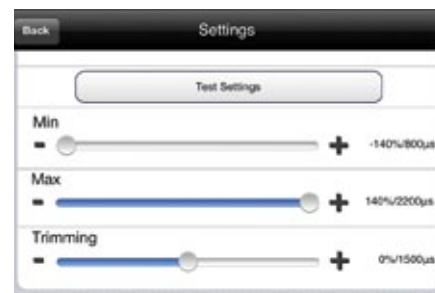 Back
Settings
Test Settings
Min
- + -140%/800µs
Max
- + 140%/2200µs
Trimming
- + 0%/1500µs